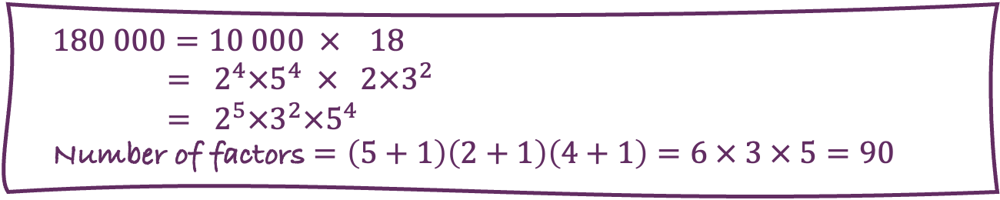 180 000 = 10 000 × 18
= 2⁴×5⁴ × 2×3²
= 2⁵×3²×5⁴
Number of factors = (5 + 1)(2 + 1)(4 + 1) = 6 × 3 × 5 = 90